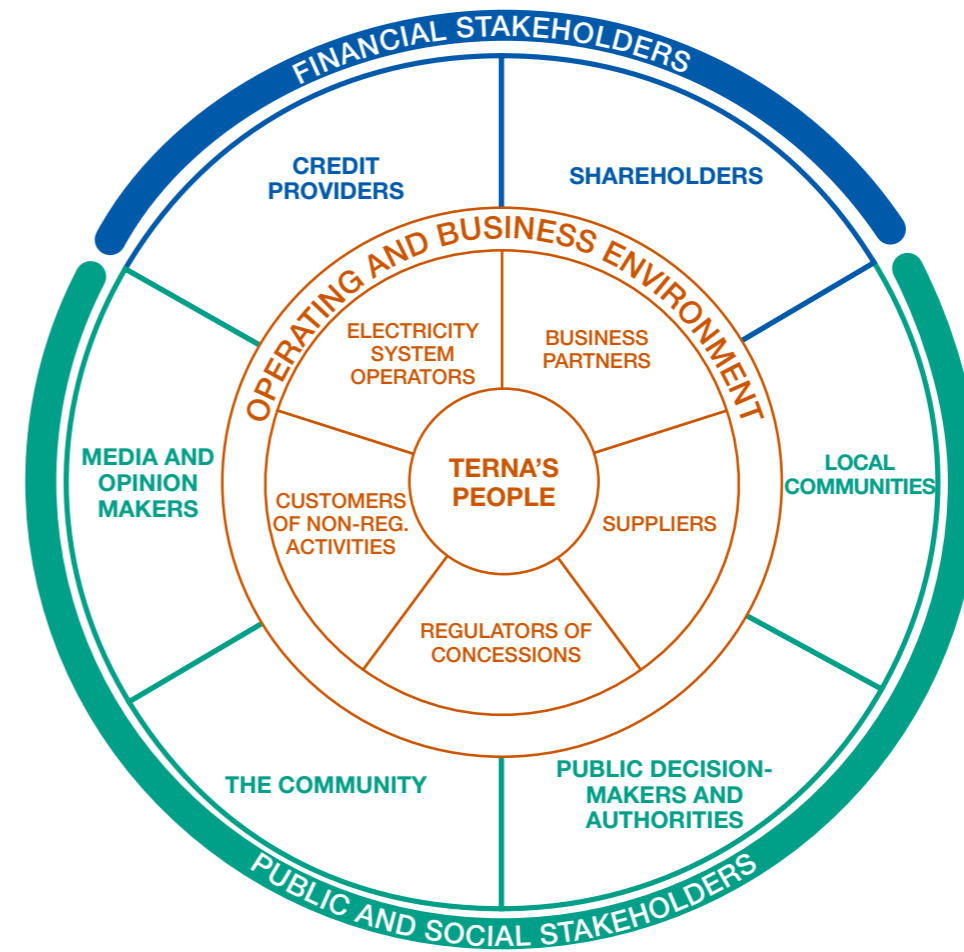 FINANCIAL STAKEHOLDERS
CREDIT
PROVIDERS
SHAREHOLDERS
OPERATING AND BUSINESS ENVIRONMENT
ELECTRICITY
SYSTEM
OPERATORS
BUSINESS
PARTNERS
TERNA'S
PEOPLE
MEDIA AND
OPINION
MAKERS
LOCAL
COMMUNITIES
CUSTOMERS
OF NON-REG.
ACTIVITIES
SUPPLIERS
REGULATORS OF
CONCESSIONS
THE COMMUNITY
PUBLIC DECISION-
MAKERS AND
AUTHORITIES
PUBLIC AND SOCIAL STAKEHOLDERS